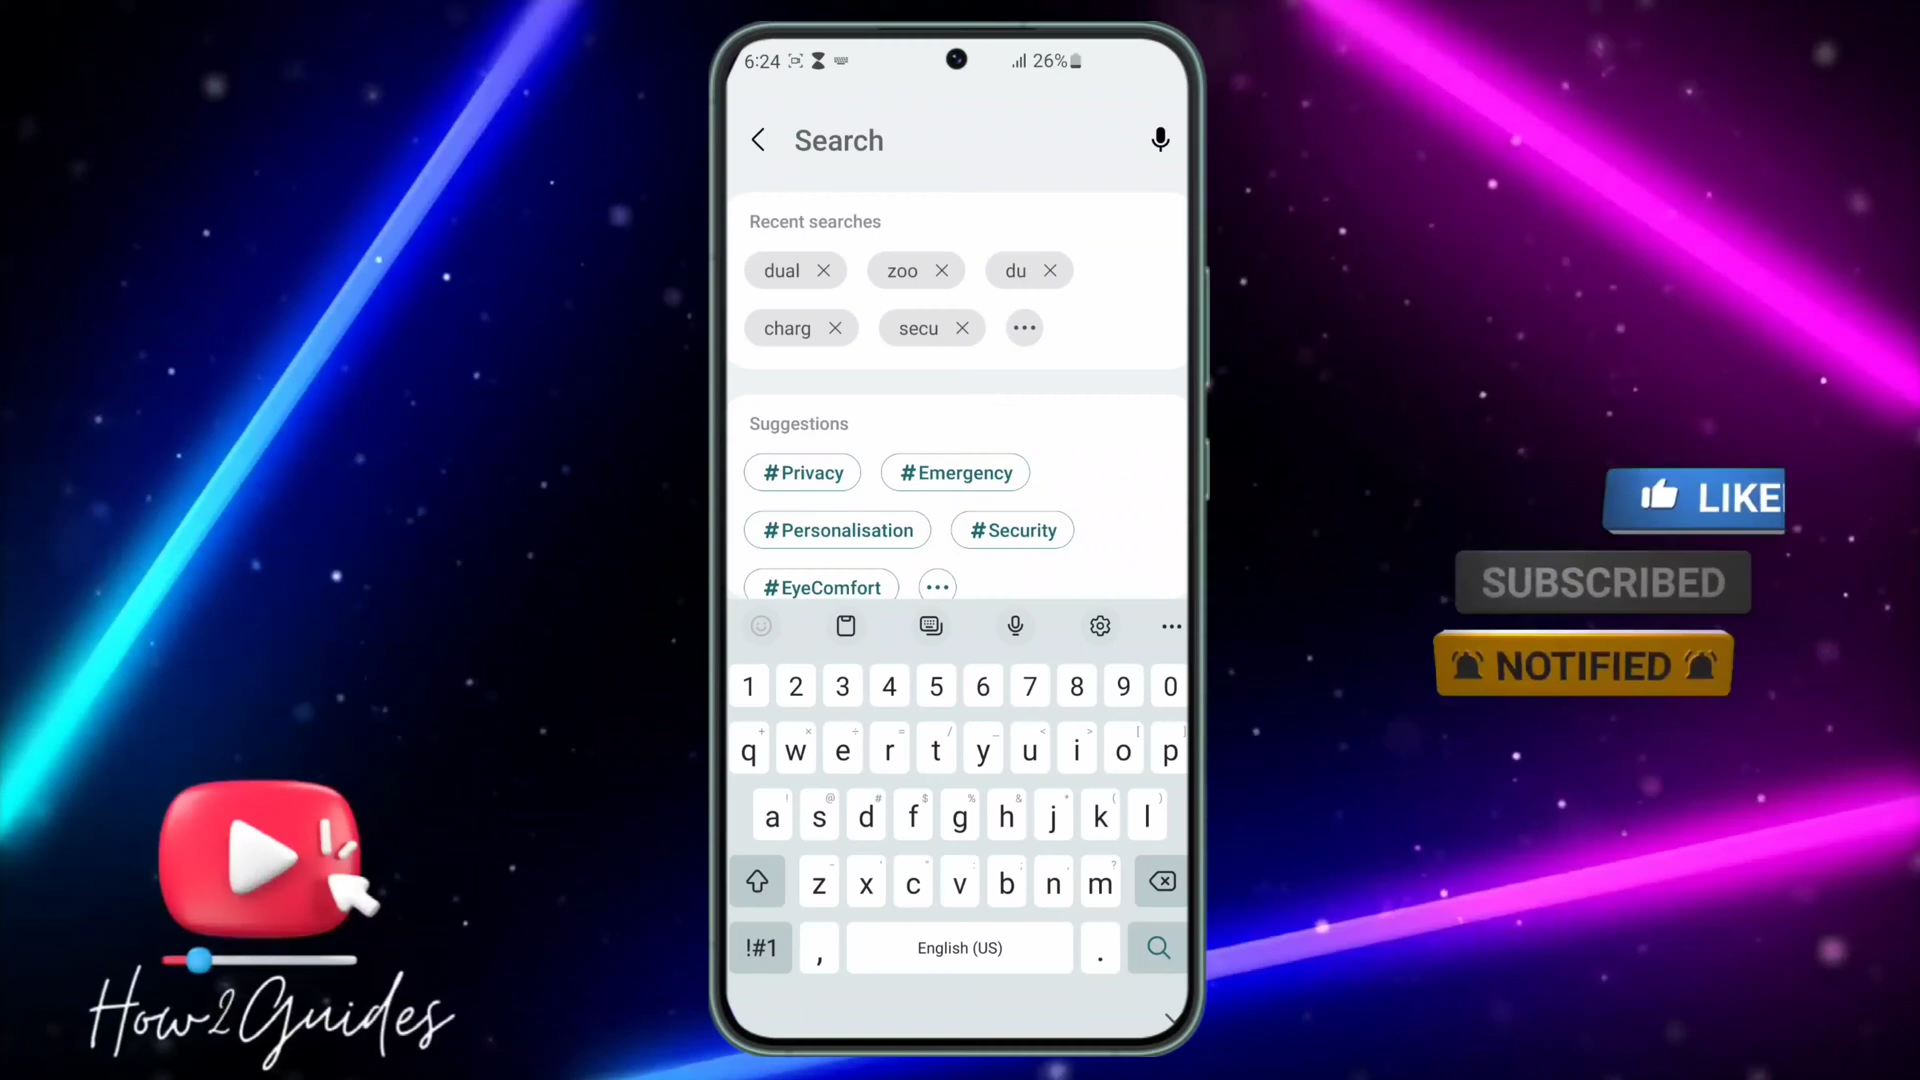 6:24 26%
Search
Recent searches
dual zoo du
charg secu
Suggestions
#Privacy #Emergency
#Personalisation #Security
#EyeComfort
LIKE
SUBSCRIBED
NOTIFIED
1 2 3 4 5 6 7 8 9 0
q w e r t y u i o p
a s d f g h j k l
z x c v b n m
!#1 , English (US) .
How2Guides